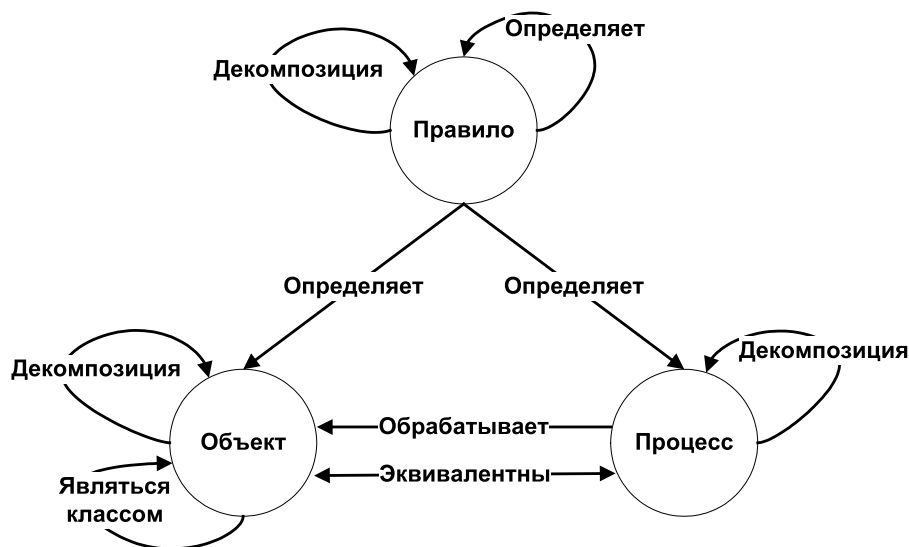 Определяет
Декомпозиция
Правило
Определяет
Определяет
Декомпозиция
Декомпозиция
Обрабатывает
Объект
Процесс
Эквивалентны
Являться
классом